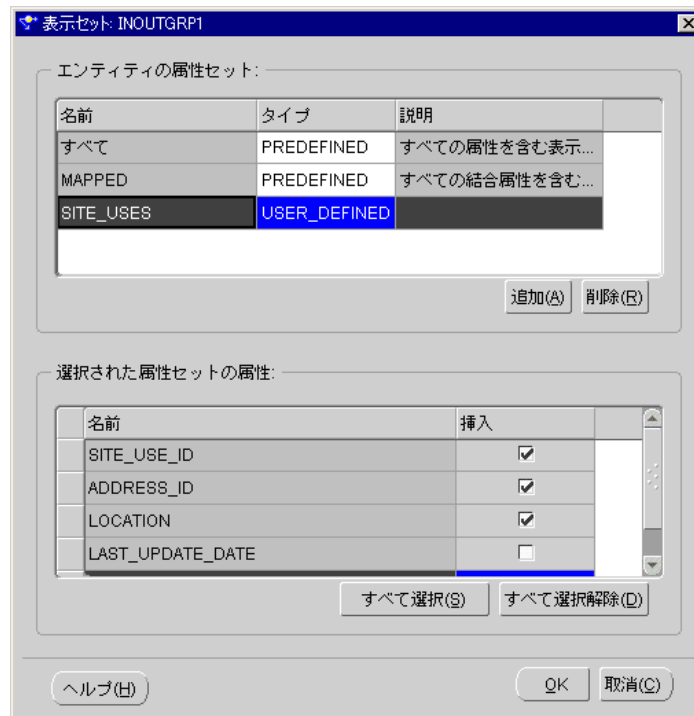 表示セット: INOUTGRP1
エンティティの属性セット:
名前 タイプ 説明
すべて PREDEFINED すべての属性を含む表示...
MAPPED PREDEFINED すべての結合属性を含む...
SITE_USES USER_DEFINED
追加(A) 削除(R)
選択された属性セットの属性:
名前 挿入
SITE_USE_ID
ADDRESS_ID
LOCATION
LAST_UPDATE_DATE
すべて選択(S) すべて選択解除(D)
ヘルプ(H) OK 取消(C)